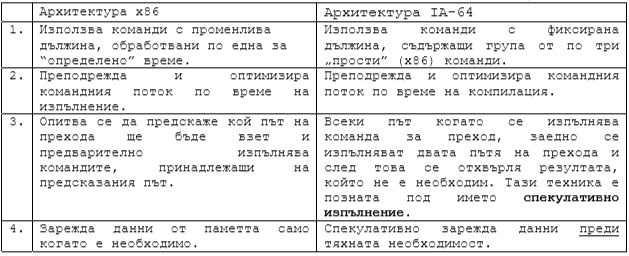 Архитектура x86
Архитектура IA-64
1.
Използва команди с променлива
дължина, обработвани по една за
“определено” време.
Използва команди с фиксирана
дължина, съдържащи група от по три
„прости” (x86) команди.
2.
Преподрежда и оптимизира
командния поток по време на
изпълнение.
Преподрежда и оптимизира командния
поток по време на компилация.
3.
Опитва се да предскаже кой път на
прехода ще бъде взет и
предварително изпълнява
командите, принадлежащи на
предсказания път.
Всеки път когато се изпълнява
команда за преход, заедно се
изпълняват двата пътя на прехода и
след това се отхвърля резултата,
който не е необходим. Тази техника е
позната под името спекулативно
изпълнение.
4.
Зарежда данни от паметта само
когато е необходимо.
Спекулативно зарежда данни преди
тяхната необходимост.